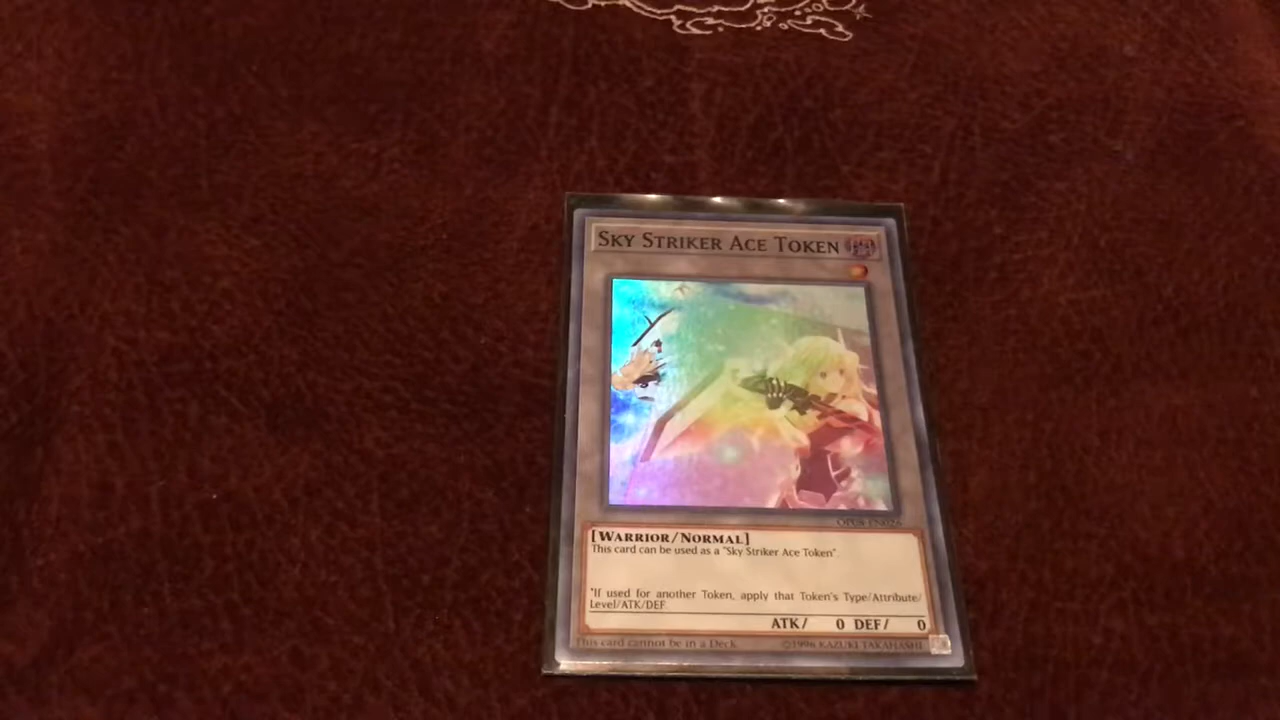 SKY STRIKER ACE TOKEN
OP08-EN026
[WARRIOR/NORMAL]
This card can be used as a "Sky Striker Ace Token".
*If used for another Token, apply that Token's Type/Attribute/
Level/ATK/DEF.
ATK/ 0 DEF/ 0
This card cannot be in a Deck. ©1996 KAZUKI TAKAHASHI